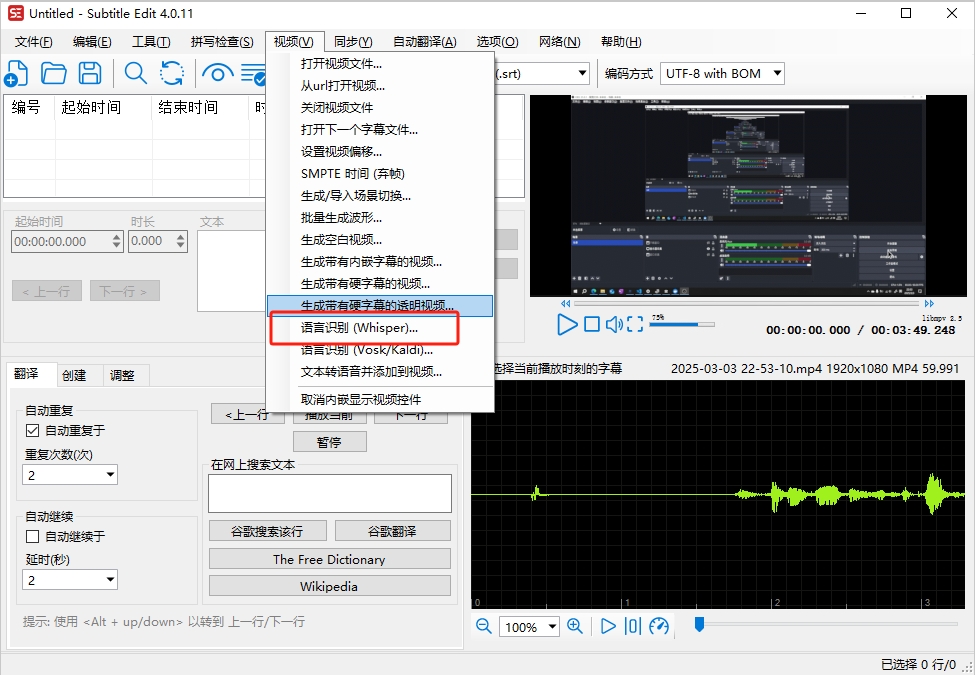 Untitled - Subtitle Edit 4.0.11
文件(F) 编辑(E) 工具(T) 拼写检查(S) 视频(V) 同步(Y) 自动翻译(A) 选项(O) 网络(N) 帮助(H)
(.srt) 编码方式 UTF-8 with BOM
编号 起始时间 结束时间
打开视频文件...
从url打开视频...
关闭视频文件
打开下一个字幕文件...
设置视频偏移...
SMPTE 时间 (弃帧)
生成/导入场景切换...
批量生成波形...
生成空白视频...
生成带有内嵌字幕的视频...
生成带有硬字幕的视频...
生成带有硬字幕的透明视频...
语言识别 (Whisper)...
语言识别 (Vosk/Kaldi)...
文本转语音并添加到视频...
取消内嵌显示视频控件
起始时间 时长 文本
00:00:00.000 0.000
< 上一行 下一行 >
75%
libmpv 2.5
00:00:00.000 / 00:03:49.248
翻译 创建 调整
选择当前播放时刻的字幕 2025-03-03 22-53-10.mp4 1920x1080 MP4 59.991
自动重复
自动重复于
重复次数(次)
2
自动继续
自动继续于
延时(秒)
2
<上一行 播放当前 下一行
暂停
在网上搜索文本
谷歌搜索该行 谷歌翻译
The Free Dictionary
Wikipedia
提示: 使用 <Alt + up/down> 以转到 上一行/下一行
0 1 2 3
100%
已选择 0 行/0